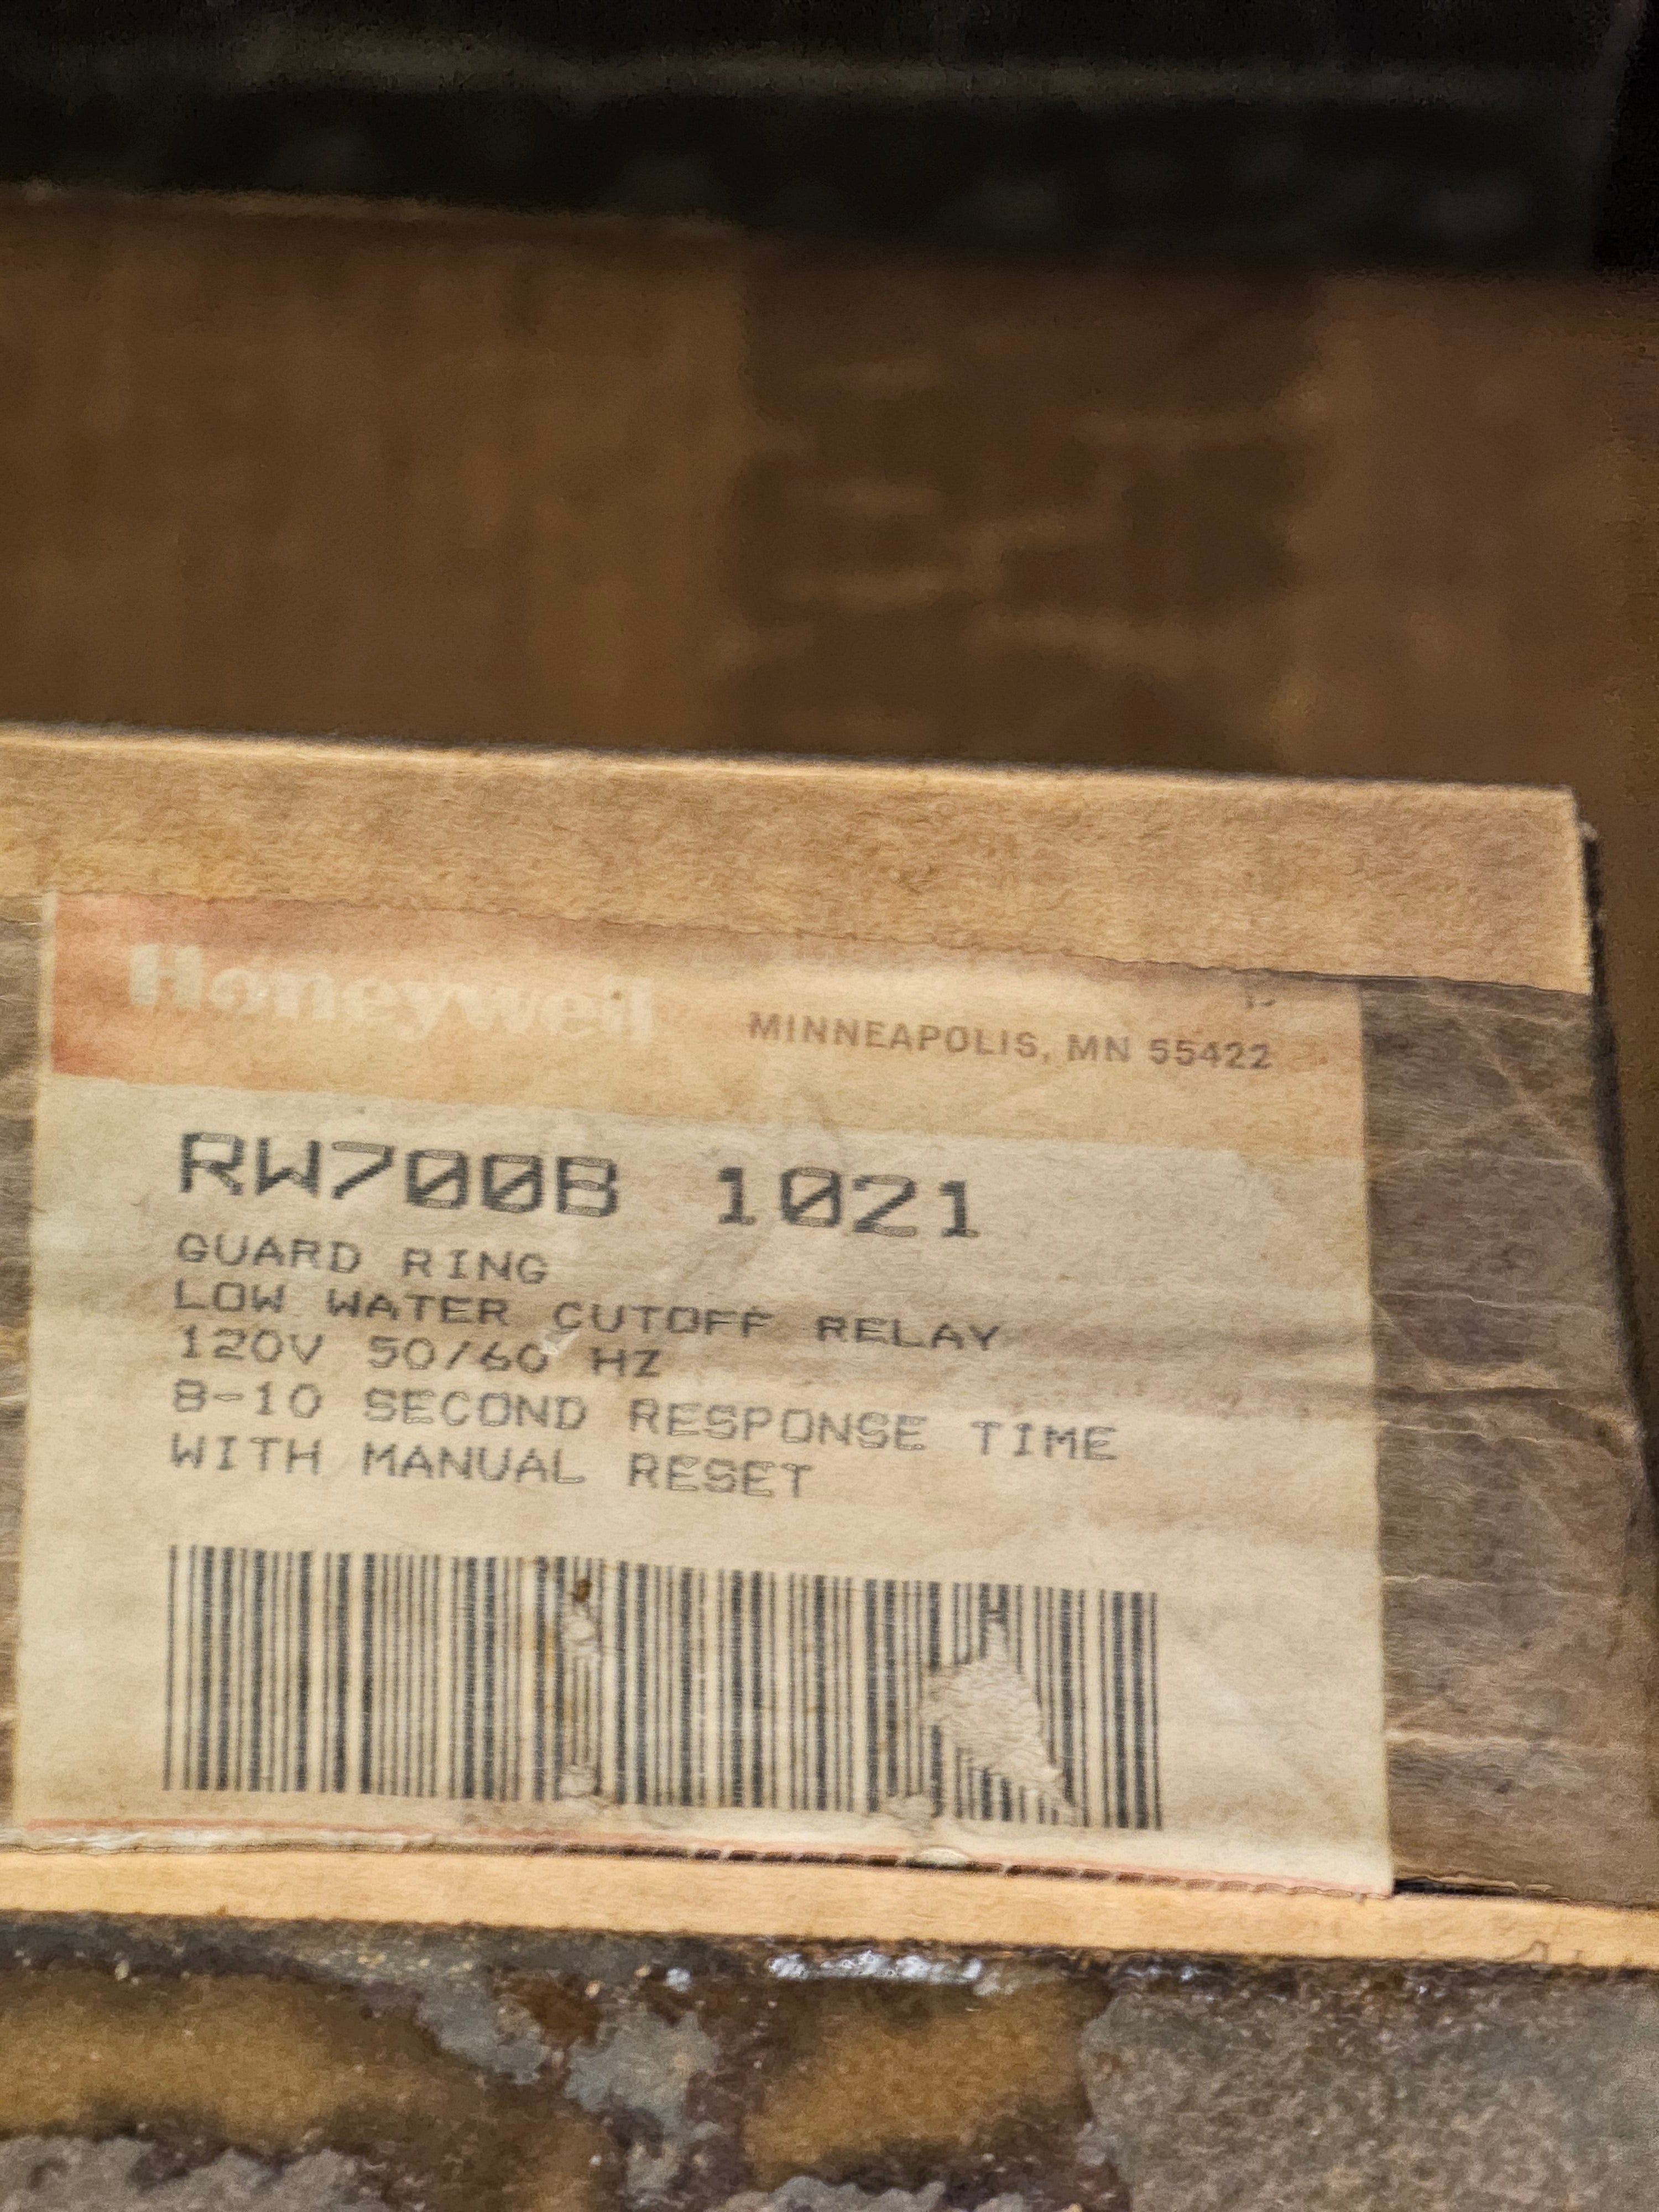 Honeywell MINNEAPOLIS, MN 55422
RW700B 1021
GUARD RING
LOW WATER CUTOFF RELAY
120V 50/60 HZ
8-10 SECOND RESPONSE TIME
WITH MANUAL RESET